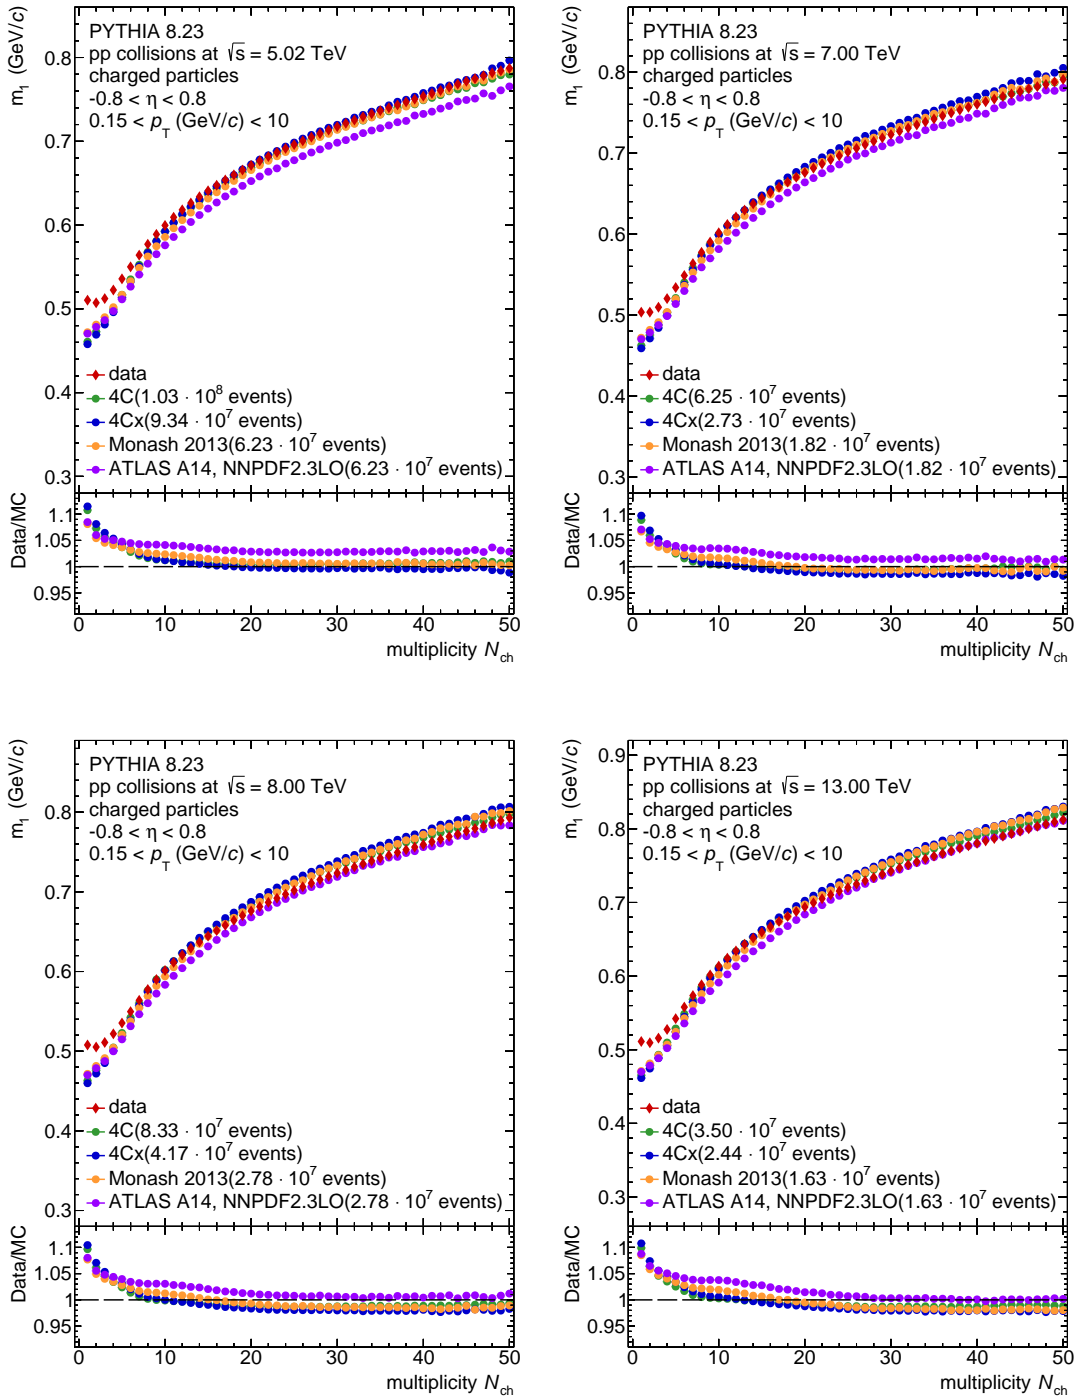 PYTHIA 8.23
pp collisions at √s = 5.02 TeV
charged particles
-0.8 < η < 0.8
0.15 < p_T (GeV/c) < 10
m₁ (GeV/c)
0.8
0.7
0.6
0.5
0.4
0.3
data
4C(1.03 · 10⁸ events)
4Cx(9.34 · 10⁷ events)
Monash 2013(6.23 · 10⁷ events)
ATLAS A14, NNPDF2.3LO(6.23 · 10⁷ events)
Data/MC
1.1
1.05
1
0.95
0 10 20 30 40 50
multiplicity N_ch
PYTHIA 8.23
pp collisions at √s = 7.00 TeV
charged particles
-0.8 < η < 0.8
0.15 < p_T (GeV/c) < 10
m₁ (GeV/c)
0.8
0.7
0.6
0.5
0.4
0.3
data
4C(6.25 · 10⁷ events)
4Cx(2.73 · 10⁷ events)
Monash 2013(1.82 · 10⁷ events)
ATLAS A14, NNPDF2.3LO(1.82 · 10⁷ events)
Data/MC
1.1
1.05
1
0.95
0 10 20 30 40 50
multiplicity N_ch
PYTHIA 8.23
pp collisions at √s = 8.00 TeV
charged particles
-0.8 < η < 0.8
0.15 < p_T (GeV/c) < 10
m₁ (GeV/c)
0.8
0.7
0.6
0.5
0.4
0.3
data
4C(8.33 · 10⁷ events)
4Cx(4.17 · 10⁷ events)
Monash 2013(2.78 · 10⁷ events)
ATLAS A14, NNPDF2.3LO(2.78 · 10⁷ events)
Data/MC
1.1
1.05
1
0.95
0 10 20 30 40 50
multiplicity N_ch
PYTHIA 8.23
pp collisions at √s = 13.00 TeV
charged particles
-0.8 < η < 0.8
0.15 < p_T (GeV/c) < 10
m₁ (GeV/c)
0.9
0.8
0.7
0.6
0.5
0.4
0.3
data
4C(3.50 · 10⁷ events)
4Cx(2.44 · 10⁷ events)
Monash 2013(1.63 · 10⁷ events)
ATLAS A14, NNPDF2.3LO(1.63 · 10⁷ events)
Data/MC
1.1
1.05
1
0.95
0 10 20 30 40 50
multiplicity N_ch